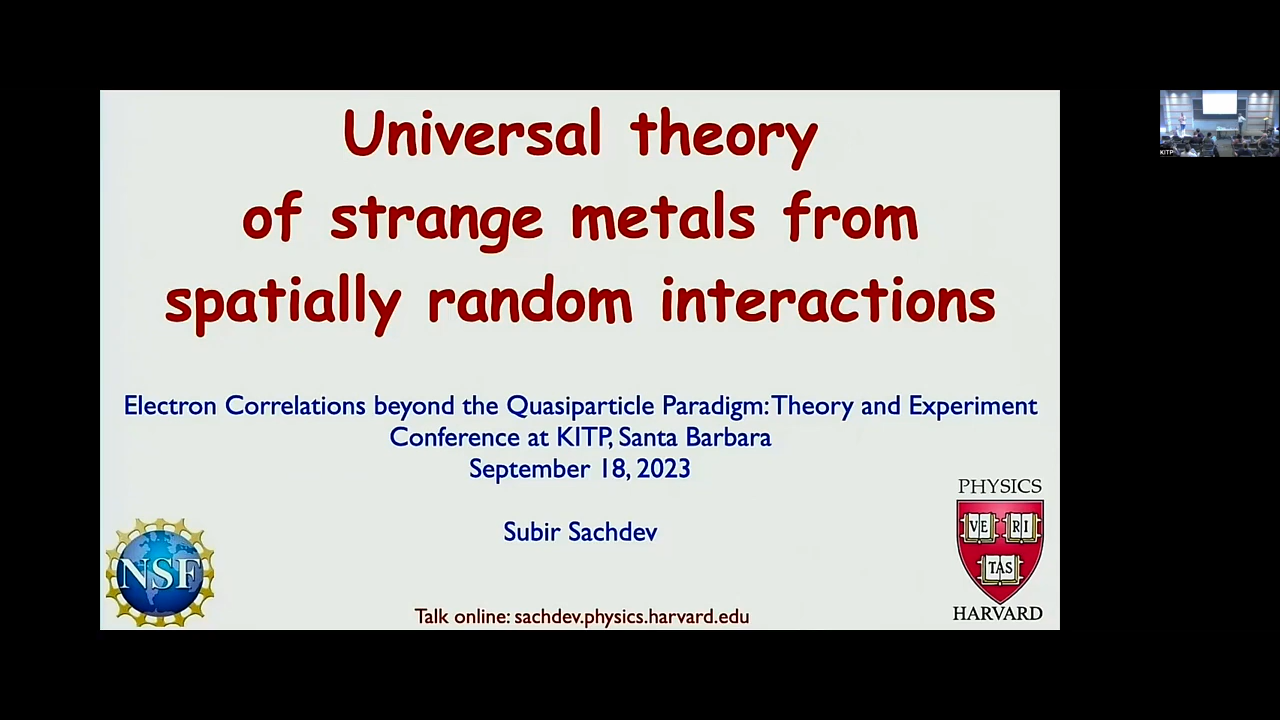 Universal theory
of strange metals from
spatially random interactions
Electron Correlations beyond the Quasiparticle Paradigm: Theory and Experiment
Conference at KITP, Santa Barbara
September 18, 2023
Subir Sachdev
NSF
PHYSICS
VE RI
TAS
HARVARD
Talk online: sachdev.physics.harvard.edu
KITP